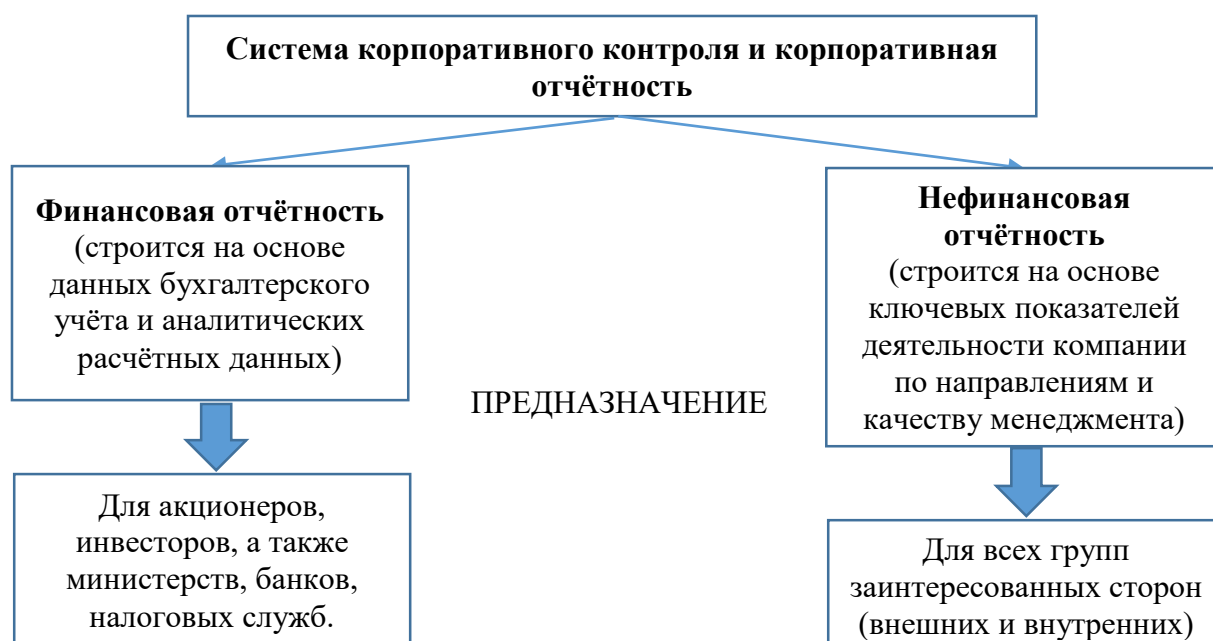 Система корпоративного контроля и корпоративная
отчётность
Финансовая отчётность
(строится на основе
данных бухгалтерского
учёта и аналитических
расчётных данных)
Нефинансовая
отчётность
(строится на основе
ключевых показателей
деятельности компании
по направлениям и
качеству менеджмента)
ПРЕДНАЗНАЧЕНИЕ
Для акционеров,
инвесторов, а также
министерств, банков,
налоговых служб.
Для всех групп
заинтересованных сторон
(внешних и внутренних)